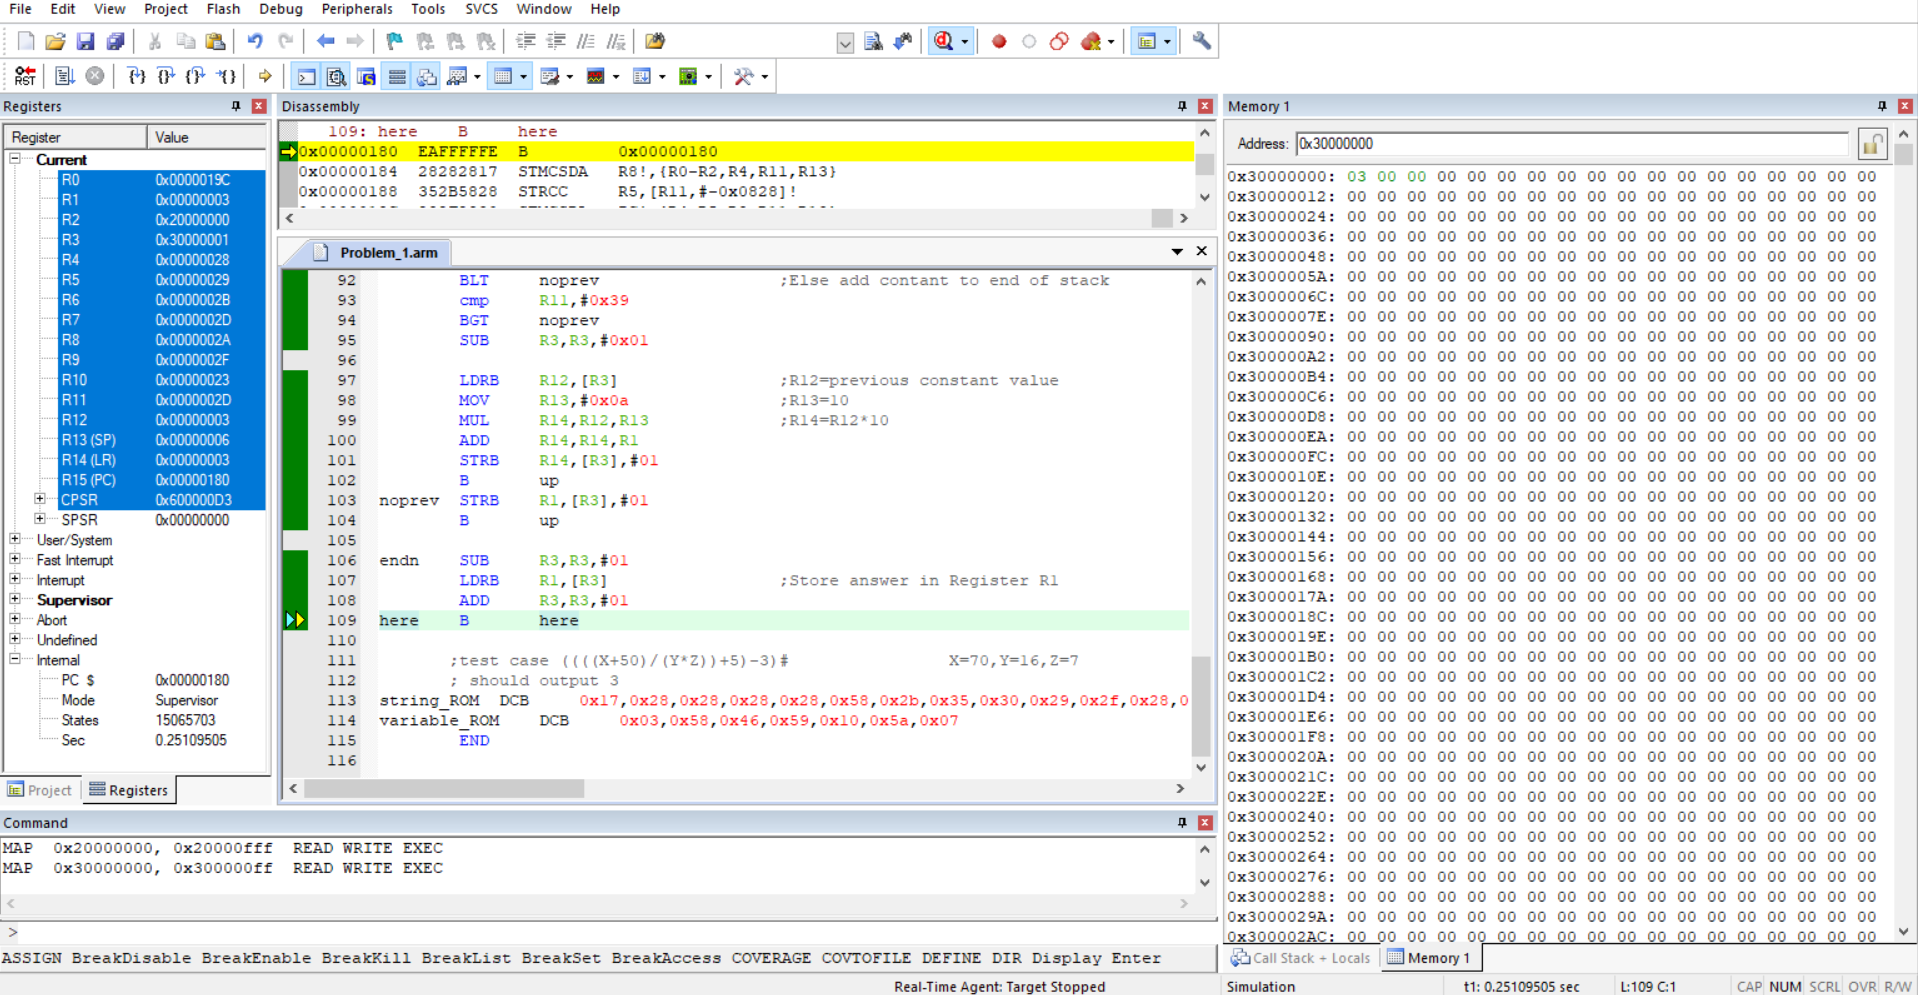 File Edit View Project Flash Debug Peripherals Tools SVCS Window Help
RST
Registers
Register Value
Current
R0 0x0000019C
R1 0x00000003
R2 0x20000000
R3 0x30000001
R4 0x00000028
R5 0x00000029
R6 0x0000002B
R7 0x0000002D
R8 0x0000002A
R9 0x0000002F
R10 0x00000023
R11 0x0000002D
R12 0x00000003
R13 (SP) 0x00000006
R14 (LR) 0x00000003
R15 (PC) 0x00000180
CPSR 0x600000D3
SPSR 0x00000000
User/System
Fast Interrupt
Interrupt
Supervisor
Abort
Undefined
Internal
PC $ 0x00000180
Mode Supervisor
States 15065703
Sec 0.25109505
Project Registers
Disassembly
109: here B here
0x00000180 EAFFFFFE B 0x00000180
0x00000184 28282817 STMCSDA R8!,{R0-R2,R4,R11,R13}
0x00000188 352B5828 STRCC R5,[R11,#-0x0828]!
Problem_1.arm
92 BLT noprev ;Else add contant to end of stack
93 cmp R11,#0x39
94 BGT noprev
95 SUB R3,R3,#0x01
96
97 LDRB R12,[R3] ;R12=previous constant value
98 MOV R13,#0x0a ;R13=10
99 MUL R14,R12,R13 ;R14=R12*10
100 ADD R14,R14,R1
101 STRB R14,[R3],#01
102 B up
103 noprev STRB R1,[R3],#01
104 B up
105
106 endn SUB R3,R3,#01
107 LDRB R1,[R3] ;Store answer in Register R1
108 ADD R3,R3,#01
109 here B here
110
111 ;test case ((((X+50)/(Y*Z))+5)-3)# X=70,Y=16,Z=7
112 ; should output 3
113 string_ROM DCB 0x17,0x28,0x28,0x28,0x28,0x58,0x2b,0x35,0x30,0x29,0x2f,0x28,0
114 variable_ROM DCB 0x03,0x58,0x46,0x59,0x10,0x5a,0x07
115 END
116
Memory 1
Address: 0x30000000
0x30000000: 03 00 00 00 00 00 00 00 00 00 00 00 00 00 00 00 00 00
0x30000012: 00 00 00 00 00 00 00 00 00 00 00 00 00 00 00 00 00 00
0x30000024: 00 00 00 00 00 00 00 00 00 00 00 00 00 00 00 00 00 00
0x30000036: 00 00 00 00 00 00 00 00 00 00 00 00 00 00 00 00 00 00
0x30000048: 00 00 00 00 00 00 00 00 00 00 00 00 00 00 00 00 00 00
0x3000005A: 00 00 00 00 00 00 00 00 00 00 00 00 00 00 00 00 00 00
0x3000006C: 00 00 00 00 00 00 00 00 00 00 00 00 00 00 00 00 00 00
0x3000007E: 00 00 00 00 00 00 00 00 00 00 00 00 00 00 00 00 00 00
0x30000090: 00 00 00 00 00 00 00 00 00 00 00 00 00 00 00 00 00 00
0x300000A2: 00 00 00 00 00 00 00 00 00 00 00 00 00 00 00 00 00 00
0x300000B4: 00 00 00 00 00 00 00 00 00 00 00 00 00 00 00 00 00 00
0x300000C6: 00 00 00 00 00 00 00 00 00 00 00 00 00 00 00 00 00 00
0x300000D8: 00 00 00 00 00 00 00 00 00 00 00 00 00 00 00 00 00 00
0x300000EA: 00 00 00 00 00 00 00 00 00 00 00 00 00 00 00 00 00 00
0x300000FC: 00 00 00 00 00 00 00 00 00 00 00 00 00 00 00 00 00 00
0x3000010E: 00 00 00 00 00 00 00 00 00 00 00 00 00 00 00 00 00 00
0x30000120: 00 00 00 00 00 00 00 00 00 00 00 00 00 00 00 00 00 00
0x30000132: 00 00 00 00 00 00 00 00 00 00 00 00 00 00 00 00 00 00
0x30000144: 00 00 00 00 00 00 00 00 00 00 00 00 00 00 00 00 00 00
0x30000156: 00 00 00 00 00 00 00 00 00 00 00 00 00 00 00 00 00 00
0x30000168: 00 00 00 00 00 00 00 00 00 00 00 00 00 00 00 00 00 00
0x3000017A: 00 00 00 00 00 00 00 00 00 00 00 00 00 00 00 00 00 00
0x3000018C: 00 00 00 00 00 00 00 00 00 00 00 00 00 00 00 00 00 00
0x3000019E: 00 00 00 00 00 00 00 00 00 00 00 00 00 00 00 00 00 00
0x300001B0: 00 00 00 00 00 00 00 00 00 00 00 00 00 00 00 00 00 00
0x300001C2: 00 00 00 00 00 00 00 00 00 00 00 00 00 00 00 00 00 00
0x300001D4: 00 00 00 00 00 00 00 00 00 00 00 00 00 00 00 00 00 00
0x300001E6: 00 00 00 00 00 00 00 00 00 00 00 00 00 00 00 00 00 00
0x300001F8: 00 00 00 00 00 00 00 00 00 00 00 00 00 00 00 00 00 00
0x3000020A: 00 00 00 00 00 00 00 00 00 00 00 00 00 00 00 00 00 00
0x3000021C: 00 00 00 00 00 00 00 00 00 00 00 00 00 00 00 00 00 00
0x3000022E: 00 00 00 00 00 00 00 00 00 00 00 00 00 00 00 00 00 00
0x30000240: 00 00 00 00 00 00 00 00 00 00 00 00 00 00 00 00 00 00
0x30000252: 00 00 00 00 00 00 00 00 00 00 00 00 00 00 00 00 00 00
0x30000264: 00 00 00 00 00 00 00 00 00 00 00 00 00 00 00 00 00 00
0x30000276: 00 00 00 00 00 00 00 00 00 00 00 00 00 00 00 00 00 00
0x30000288: 00 00 00 00 00 00 00 00 00 00 00 00 00 00 00 00 00 00
0x3000029A: 00 00 00 00 00 00 00 00 00 00 00 00 00 00 00 00 00 00
0x300002AC: 00 00 00 00 00 00 00 00 00 00 00 00 00 00 00 00 00 00
Call Stack + Locals Memory 1
Command
MAP 0x20000000, 0x20000fff READ WRITE EXEC
MAP 0x30000000, 0x300000ff READ WRITE EXEC
>
ASSIGN BreakDisable BreakEnable BreakKill BreakList BreakSet BreakAccess COVERAGE COVTOFILE DEFINE DIR Display Enter
Real-Time Agent: Target Stopped Simulation t1: 0.25109505 sec L:109 C:1 CAP NUM SCRL OVR R/W